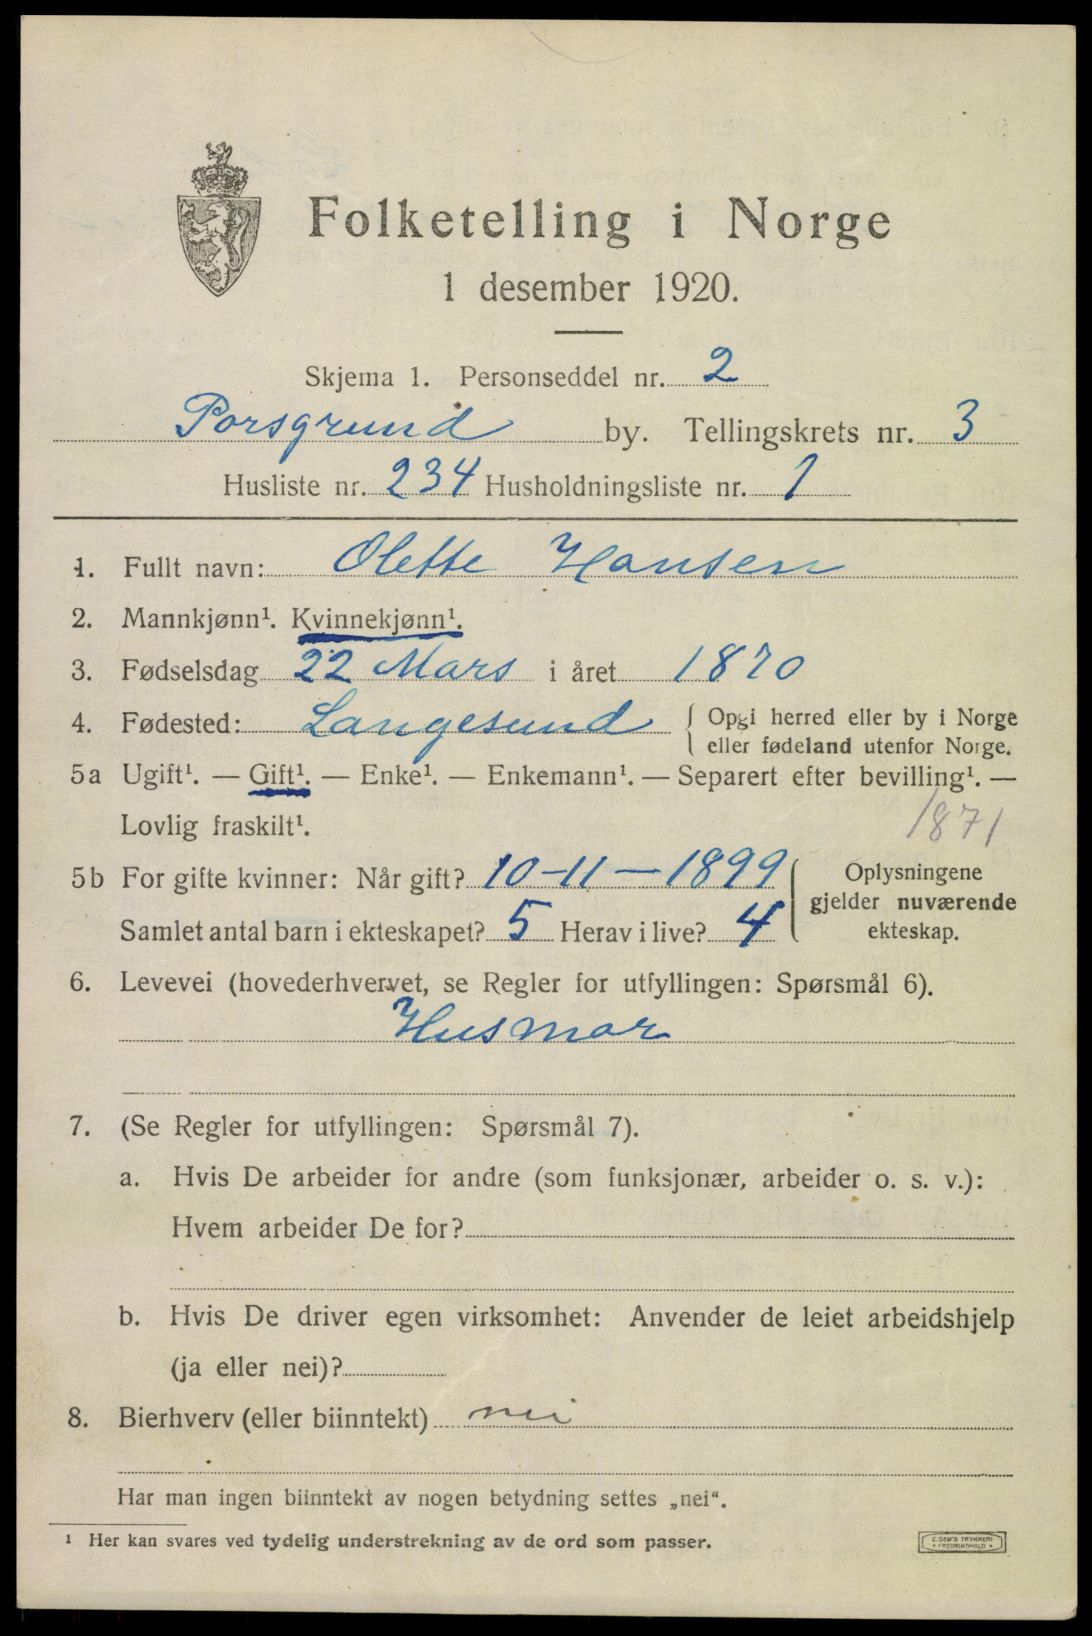 Folketelling i Norge
1 desember 1920.
Skjema 1. Personseddel nr. 2
Porsgrund by. Tellingskrets nr. 3
Husliste nr. 234 Husholdningsliste nr. 1
1. Fullt navn: Olette Hansen
2. Mannkjønn¹. Kvinnekjønn¹.
3. Fødselsdag 22 Mars i året 1870
4. Fødested: Langesund { Opgi herred eller by i Norge
eller fødeland utenfor Norge.
5a Ugift¹. — Gift¹. — Enke¹. — Enkemann¹. — Separert efter bevilling¹. —
Lovlig fraskilt¹. 1871
5b For gifte kvinner: Når gift? 10-11-1899 { Oplysningene
gjelder nuværende
Samlet antal barn i ekteskapet? 5 Herav i live? 4 ekteskap.
6. Levevei (hovederhvervet, se Regler for utfyllingen: Spørsmål 6).
Husmor
7. (Se Regler for utfyllingen: Spørsmål 7).
a. Hvis De arbeider for andre (som funksjonær, arbeider o. s. v.):
Hvem arbeider De for?
b. Hvis De driver egen virksomhet: Anvender de leiet arbeidshjelp
(ja eller nei)?
8. Bierhverv (eller biinntekt) nei
Har man ingen biinntekt av nogen betydning settes „nei“.
¹ Her kan svares ved tydelig understrekning av de ord som passer.
E. SEM'S TRYKKERI
FREDRIKSHALD